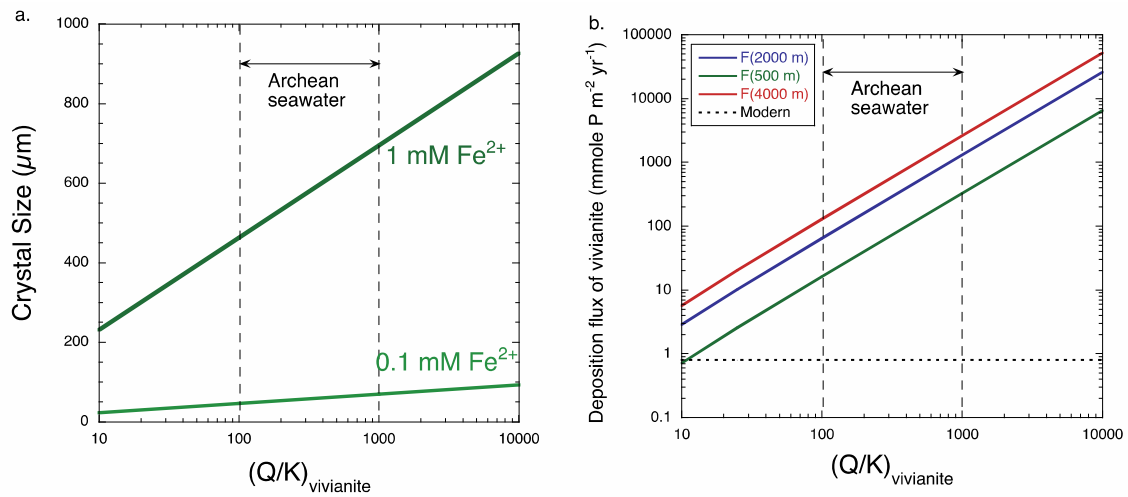 a.
Crystal Size (µm)
1000
800
600
400
200
0
Archean
seawater
1 mM Fe²⁺
0.1 mM Fe²⁺
10
100
1000
10000
(Q/K)vivianite
b.
Deposition flux of vivianite (mmole P m⁻² yr⁻¹)
100000
10000
1000
100
10
1
0.1
F(2000 m)
F(500 m)
F(4000 m)
Modern
Archean
seawater
10
100
1000
10000
(Q/K)vivianite